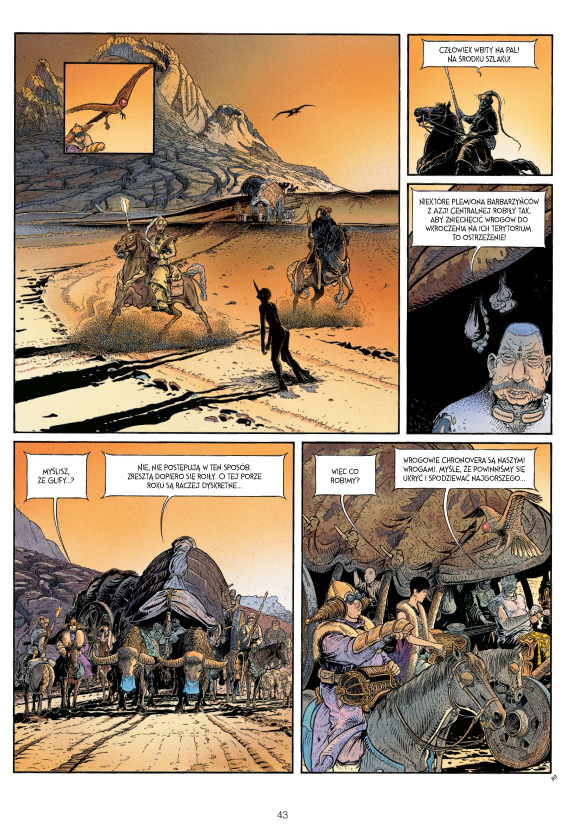 CZŁOWIEK WBITY NA PAL!
NA ŚRODKU SZLAKU!
NIEKTÓRE PLEMIONA BARBARZYŃCÓW
Z AZJI CENTRALNEJ ROBIŁY TAK,
ABY ZNIECHĘCIĆ WROGÓW DO
WKROCZENIA NA ICH TERYTORIUM.
TO OSTRZEŻENIE!
MYŚLISZ,
ŻE GLIFY..?
NIE, NIE POSTĘPUJĄ W TEN SPOSÓB.
ZRESZTĄ DOPIERO SIĘ ROIŁY. O TEJ PORZE
ROKU SĄ RACZEJ DYSKRETNE...
WIĘC CO
ROBIMY?
WROGOWIE CHRONOVERA SĄ NASZYMI
WROGAMI. MYŚLĘ, ŻE POWINNIŚMY SIĘ
UKRYĆ I SPODZIEWAĆ NAJGORSZEGO...
43